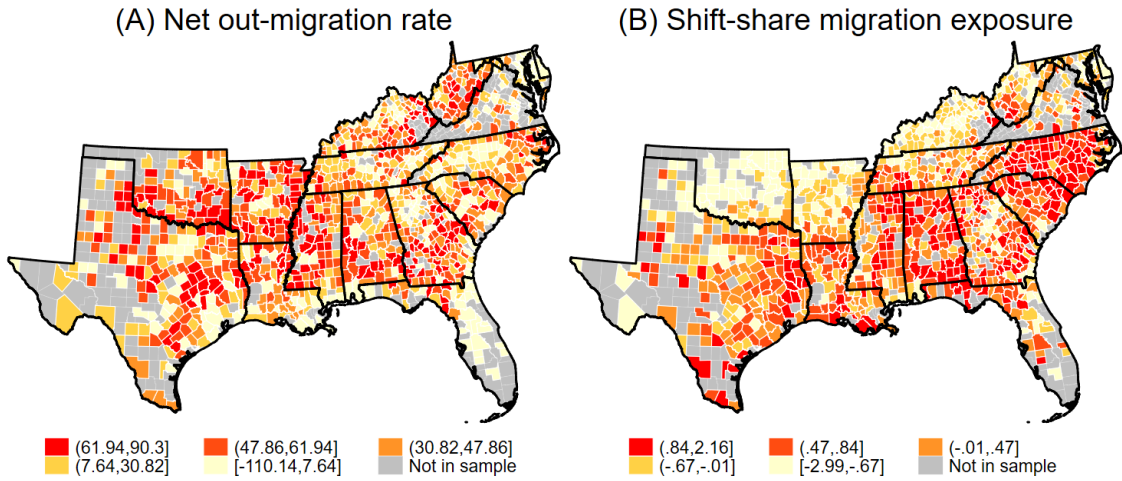 (A) Net out-migration rate
(B) Shift-share migration exposure
(61.94,90.3] (47.86,61.94] (30.82,47.86]
(7.64,30.82] [-110.14,7.64] Not in sample
(.84,2.16] (.47,.84] (-.01,.47]
(-.67,-.01] [-2.99,-.67] Not in sample